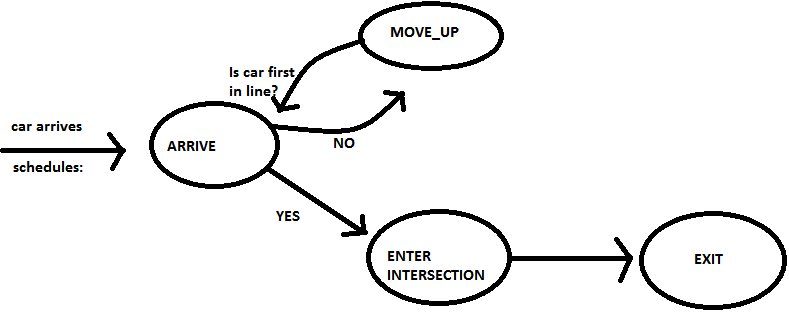 MOVE_UP
Is car first
in line?
car arrives
ARRIVE
NO
schedules:
YES
ENTER
INTERSECTION
EXIT